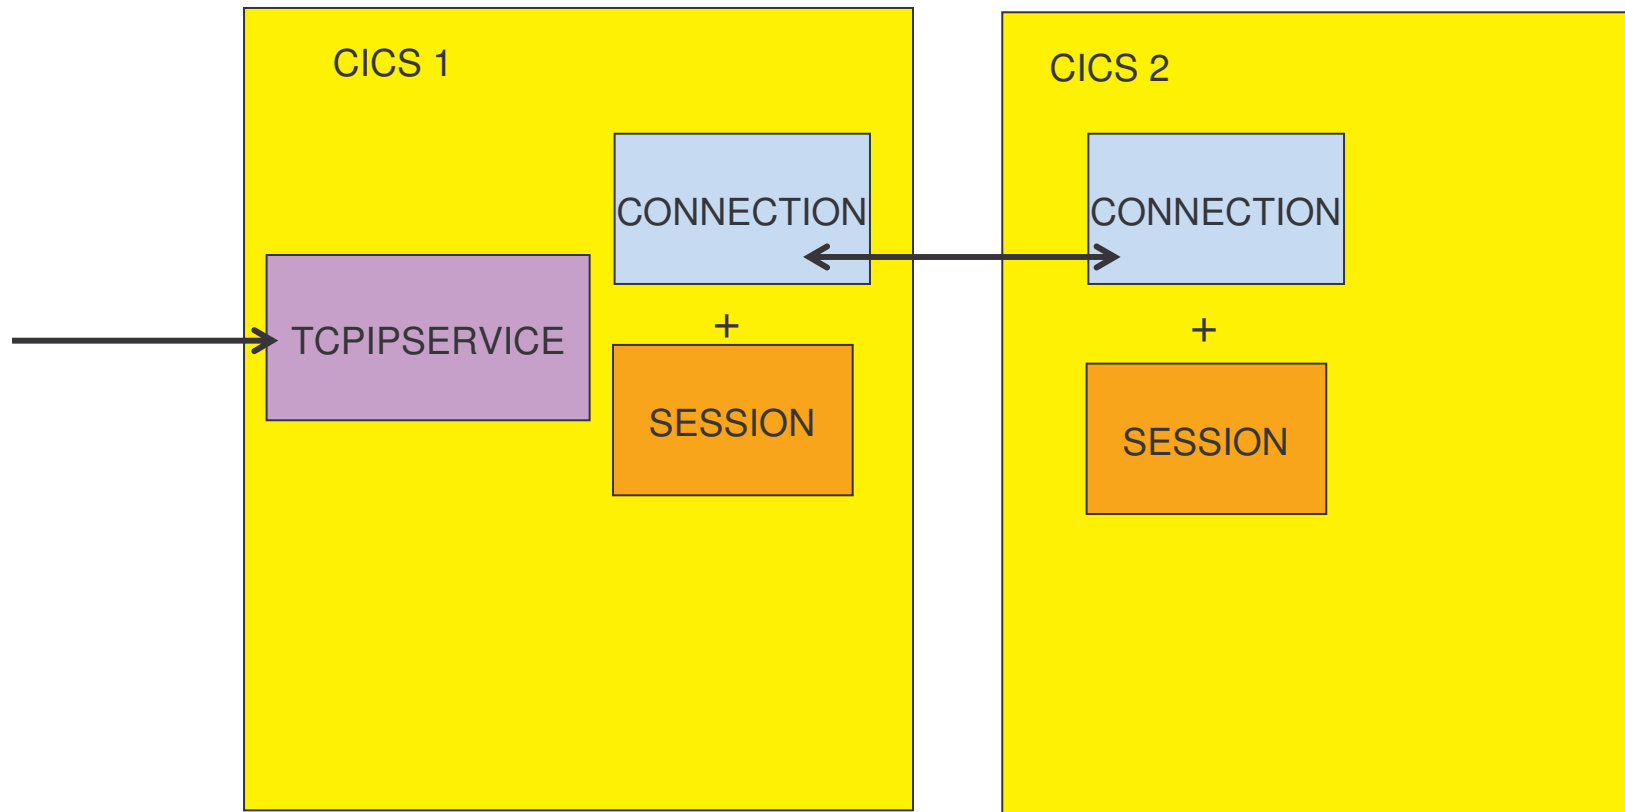 CICS 1
CONNECTION
TCPIPSERVICE
+
SESSION
CICS 2
CONNECTION
+
SESSION